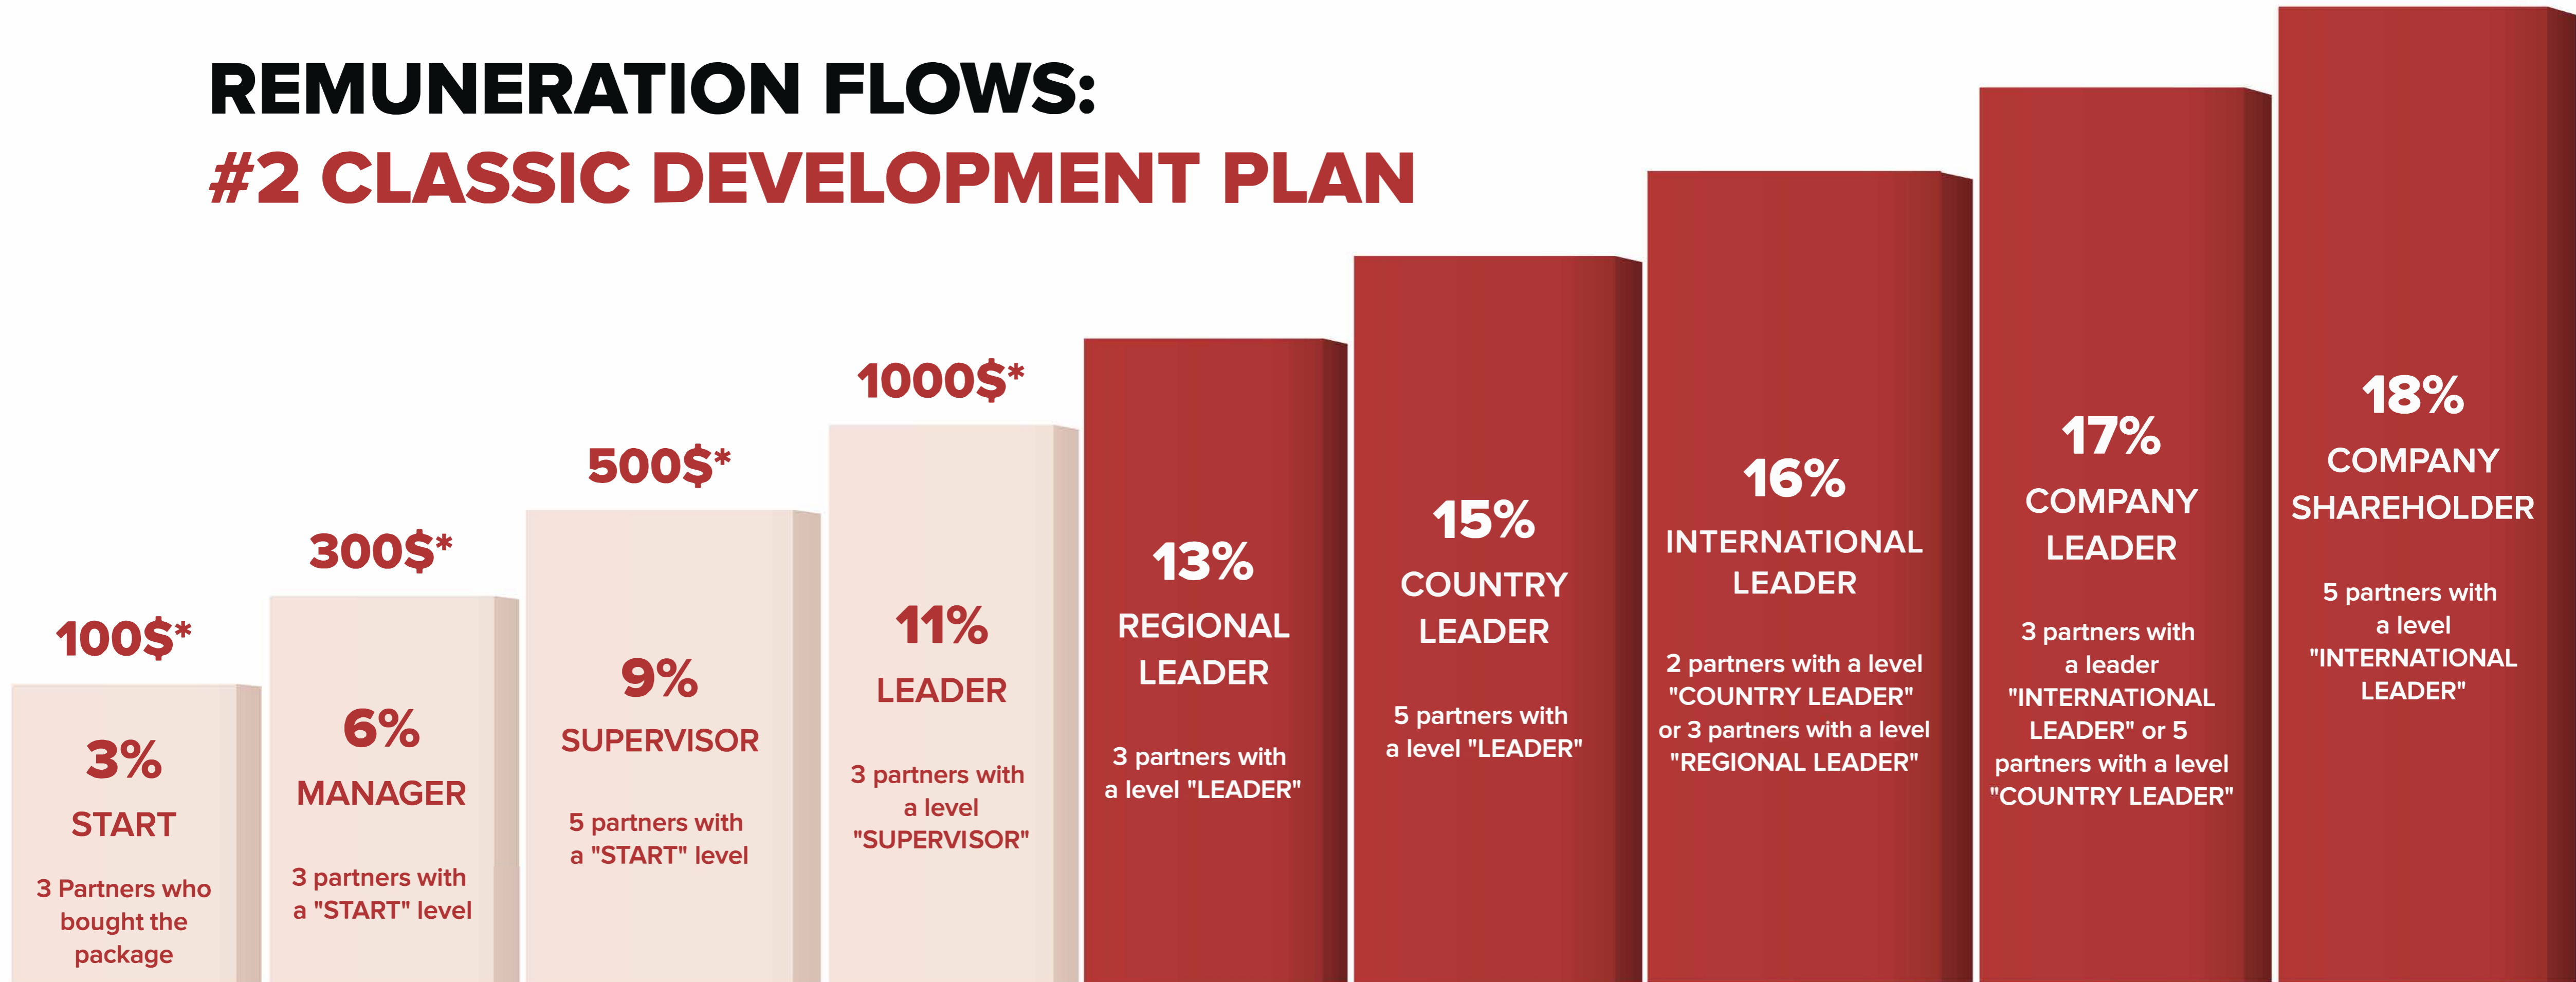 REMUNERATION FLOWS:
#2 CLASSIC DEVELOPMENT PLAN
100$*
3%
START
3 Partners who
bought the
package
300$*
6%
MANAGER
3 partners with
a "START" level
500$*
9%
SUPERVISOR
5 partners with
a "START" level
1000$*
11%
LEADER
3 partners with
a level
"SUPERVISOR"
13%
REGIONAL
LEADER
3 partners with
a level "LEADER"
15%
COUNTRY
LEADER
5 partners with
a level "LEADER"
16%
INTERNATIONAL
LEADER
2 partners with a level
"COUNTRY LEADER"
or 3 partners with a level
"REGIONAL LEADER"
17%
COMPANY
LEADER
3 partners with
a leader
"INTERNATIONAL
LEADER" or 5
partners with a level
"COUNTRY LEADER"
18%
COMPANY
SHAREHOLDER
5 partners with
a level
"INTERNATIONAL
LEADER"